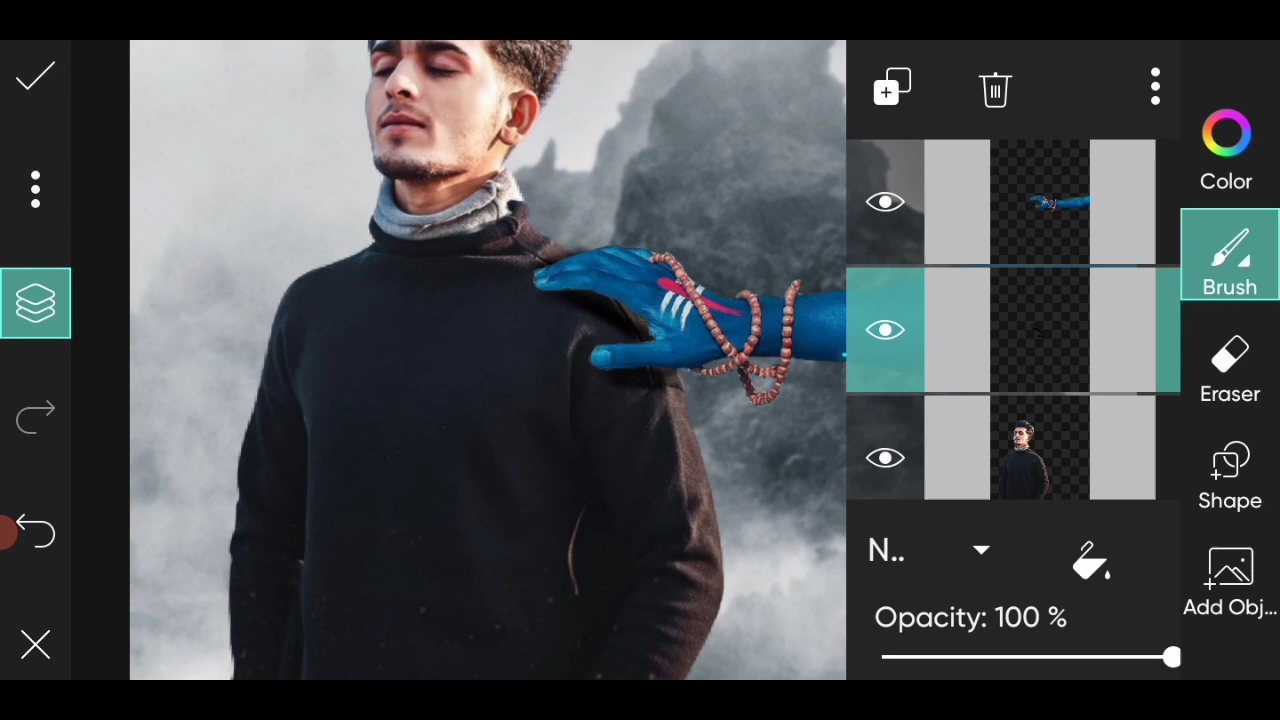 Color
Brush
Eraser
Shape
Add Obj...
N..
Opacity: 100 %